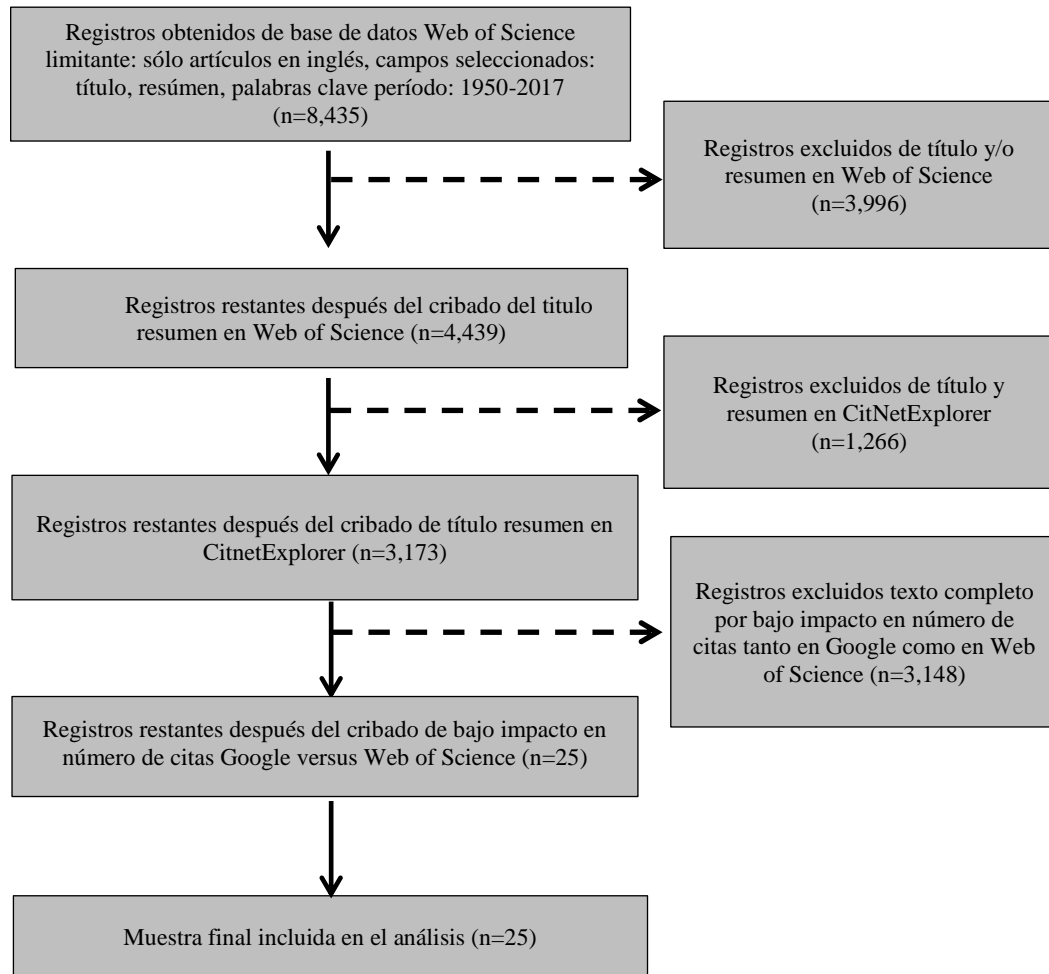 Registros obtenidos de base de datos Web of Science
limitante: sólo artículos en inglés, campos seleccionados:
título, resúmen, palabras clave período: 1950-2017
(n=8,435)
Registros excluidos de título y/o
resumen en Web of Science
(n=3,996)
Registros restantes después del cribado del titulo
resumen en Web of Science (n=4,439)
Registros excluidos de título y
resumen en CitNetExplorer
(n=1,266)
Registros restantes después del cribado de título resumen en
CitnetExplorer (n=3,173)
Registros excluidos texto completo
por bajo impacto en número de
citas tanto en Google como en Web
of Science (n=3,148)
Registros restantes después del cribado de bajo impacto en
número de citas Google versus Web of Science (n=25)
Muestra final incluida en el análisis (n=25)